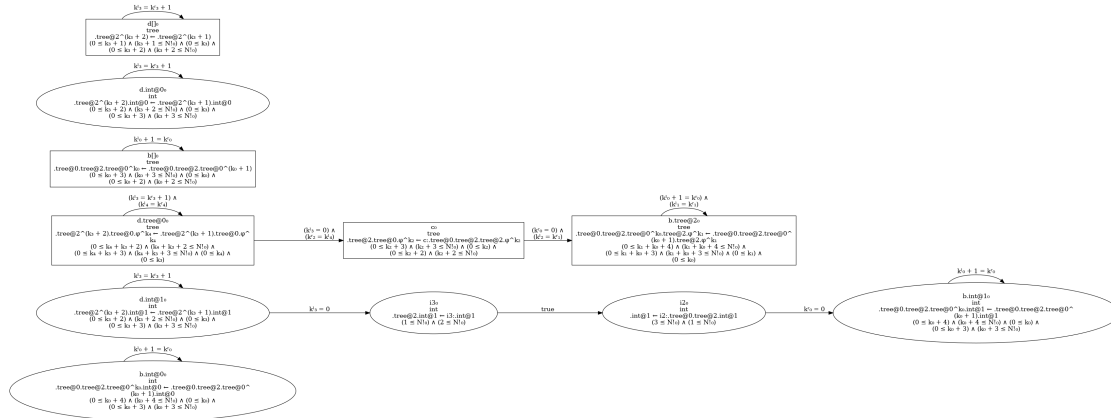 k'₃ = k'₃ + 1
d[]₀
tree
.tree@2^(k₃ + 2) ← .tree@2^(k₃ + 1)
(0 ≤ k₃ + 1) ∧ (k₃ + 1 ≤ N!₀) ∧ (0 ≤ k₃) ∧
(0 ≤ k₃ + 2) ∧ (k₃ + 2 ≤ N!₀)
k'₃ = k'₃ + 1
d.int@0₀
int
.tree@2^(k₃ + 2).int@0 ← .tree@2^(k₃ + 1).int@0
(0 ≤ k₃ + 2) ∧ (k₃ + 2 ≤ N!₀) ∧ (0 ≤ k₃) ∧
(0 ≤ k₃ + 3) ∧ (k₃ + 3 ≤ N!₀)
k'₀ + 1 = k'₀
b[]₀
tree
.tree@0.tree@2.tree@0^k₀ ← .tree@0.tree@2.tree@0^(k₀ + 1)
(0 ≤ k₀ + 3) ∧ (k₀ + 3 ≤ N!₀) ∧ (0 ≤ k₀) ∧
(0 ≤ k₀ + 2) ∧ (k₀ + 2 ≤ N!₀)
(k'₃ = k'₃ + 1) ∧
(k'₄ = k'₄)
d.tree@0₀
tree
.tree@2^(k₃ + 2).tree@0.φ^k₄ ← .tree@2^(k₃ + 1).tree@0.φ^
k₄
(0 ≤ k₄ + k₃ + 2) ∧ (k₄ + k₃ + 2 ≤ N!₀) ∧
(0 ≤ k₄ + k₃ + 3) ∧ (k₄ + k₃ + 3 ≤ N!₀) ∧ (0 ≤ k₄) ∧
(0 ≤ k₃)
(k'₃ = 0) ∧
(k'₂ = k'₄)
c₀
tree
.tree@2.tree@0.φ^k₂ ← c:.tree@0.tree@2.tree@2.φ^k₂
(0 ≤ k₂ + 3) ∧ (k₂ + 3 ≤ N!₀) ∧ (0 ≤ k₂) ∧
(0 ≤ k₂ + 2) ∧ (k₂ + 2 ≤ N!₀)
(k'₀ = 0) ∧
(k'₂ = k'₁)
(k'₀ + 1 = k'₀) ∧
(k'₁ = k'₁)
b.tree@2₀
tree
.tree@0.tree@2.tree@0^k₀.tree@2.φ^k₁ ← .tree@0.tree@2.tree@0^
(k₀ + 1).tree@2.φ^k₁
(0 ≤ k₁ + k₀ + 4) ∧ (k₁ + k₀ + 4 ≤ N!₀) ∧
(0 ≤ k₁ + k₀ + 3) ∧ (k₁ + k₀ + 3 ≤ N!₀) ∧ (0 ≤ k₁) ∧
(0 ≤ k₀)
k'₃ = k'₃ + 1
d.int@1₀
int
.tree@2^(k₃ + 2).int@1 ← .tree@2^(k₃ + 1).int@1
(0 ≤ k₃ + 2) ∧ (k₃ + 2 ≤ N!₀) ∧ (0 ≤ k₃) ∧
(0 ≤ k₃ + 3) ∧ (k₃ + 3 ≤ N!₀)
k'₃ = 0
i3₀
int
.tree@2.int@1 ← i3:.int@1
(1 ≤ N!₀) ∧ (2 ≤ N!₀)
true
i2₀
int
.int@1 ← i2:.tree@0.tree@2.int@1
(3 ≤ N!₀) ∧ (1 ≤ N!₀)
k'₀ = 0
k'₀ + 1 = k'₀
b.int@1₀
int
.tree@0.tree@2.tree@0^k₀.int@1 ← .tree@0.tree@2.tree@0^
(k₀ + 1).int@1
(0 ≤ k₀ + 4) ∧ (k₀ + 4 ≤ N!₀) ∧ (0 ≤ k₀) ∧
(0 ≤ k₀ + 3) ∧ (k₀ + 3 ≤ N!₀)
k'₀ + 1 = k'₀
b.int@0₀
int
.tree@0.tree@2.tree@0^k₀.int@0 ← .tree@0.tree@2.tree@0^
(k₀ + 1).int@0
(0 ≤ k₀ + 4) ∧ (k₀ + 4 ≤ N!₀) ∧ (0 ≤ k₀) ∧
(0 ≤ k₀ + 3) ∧ (k₀ + 3 ≤ N!₀)